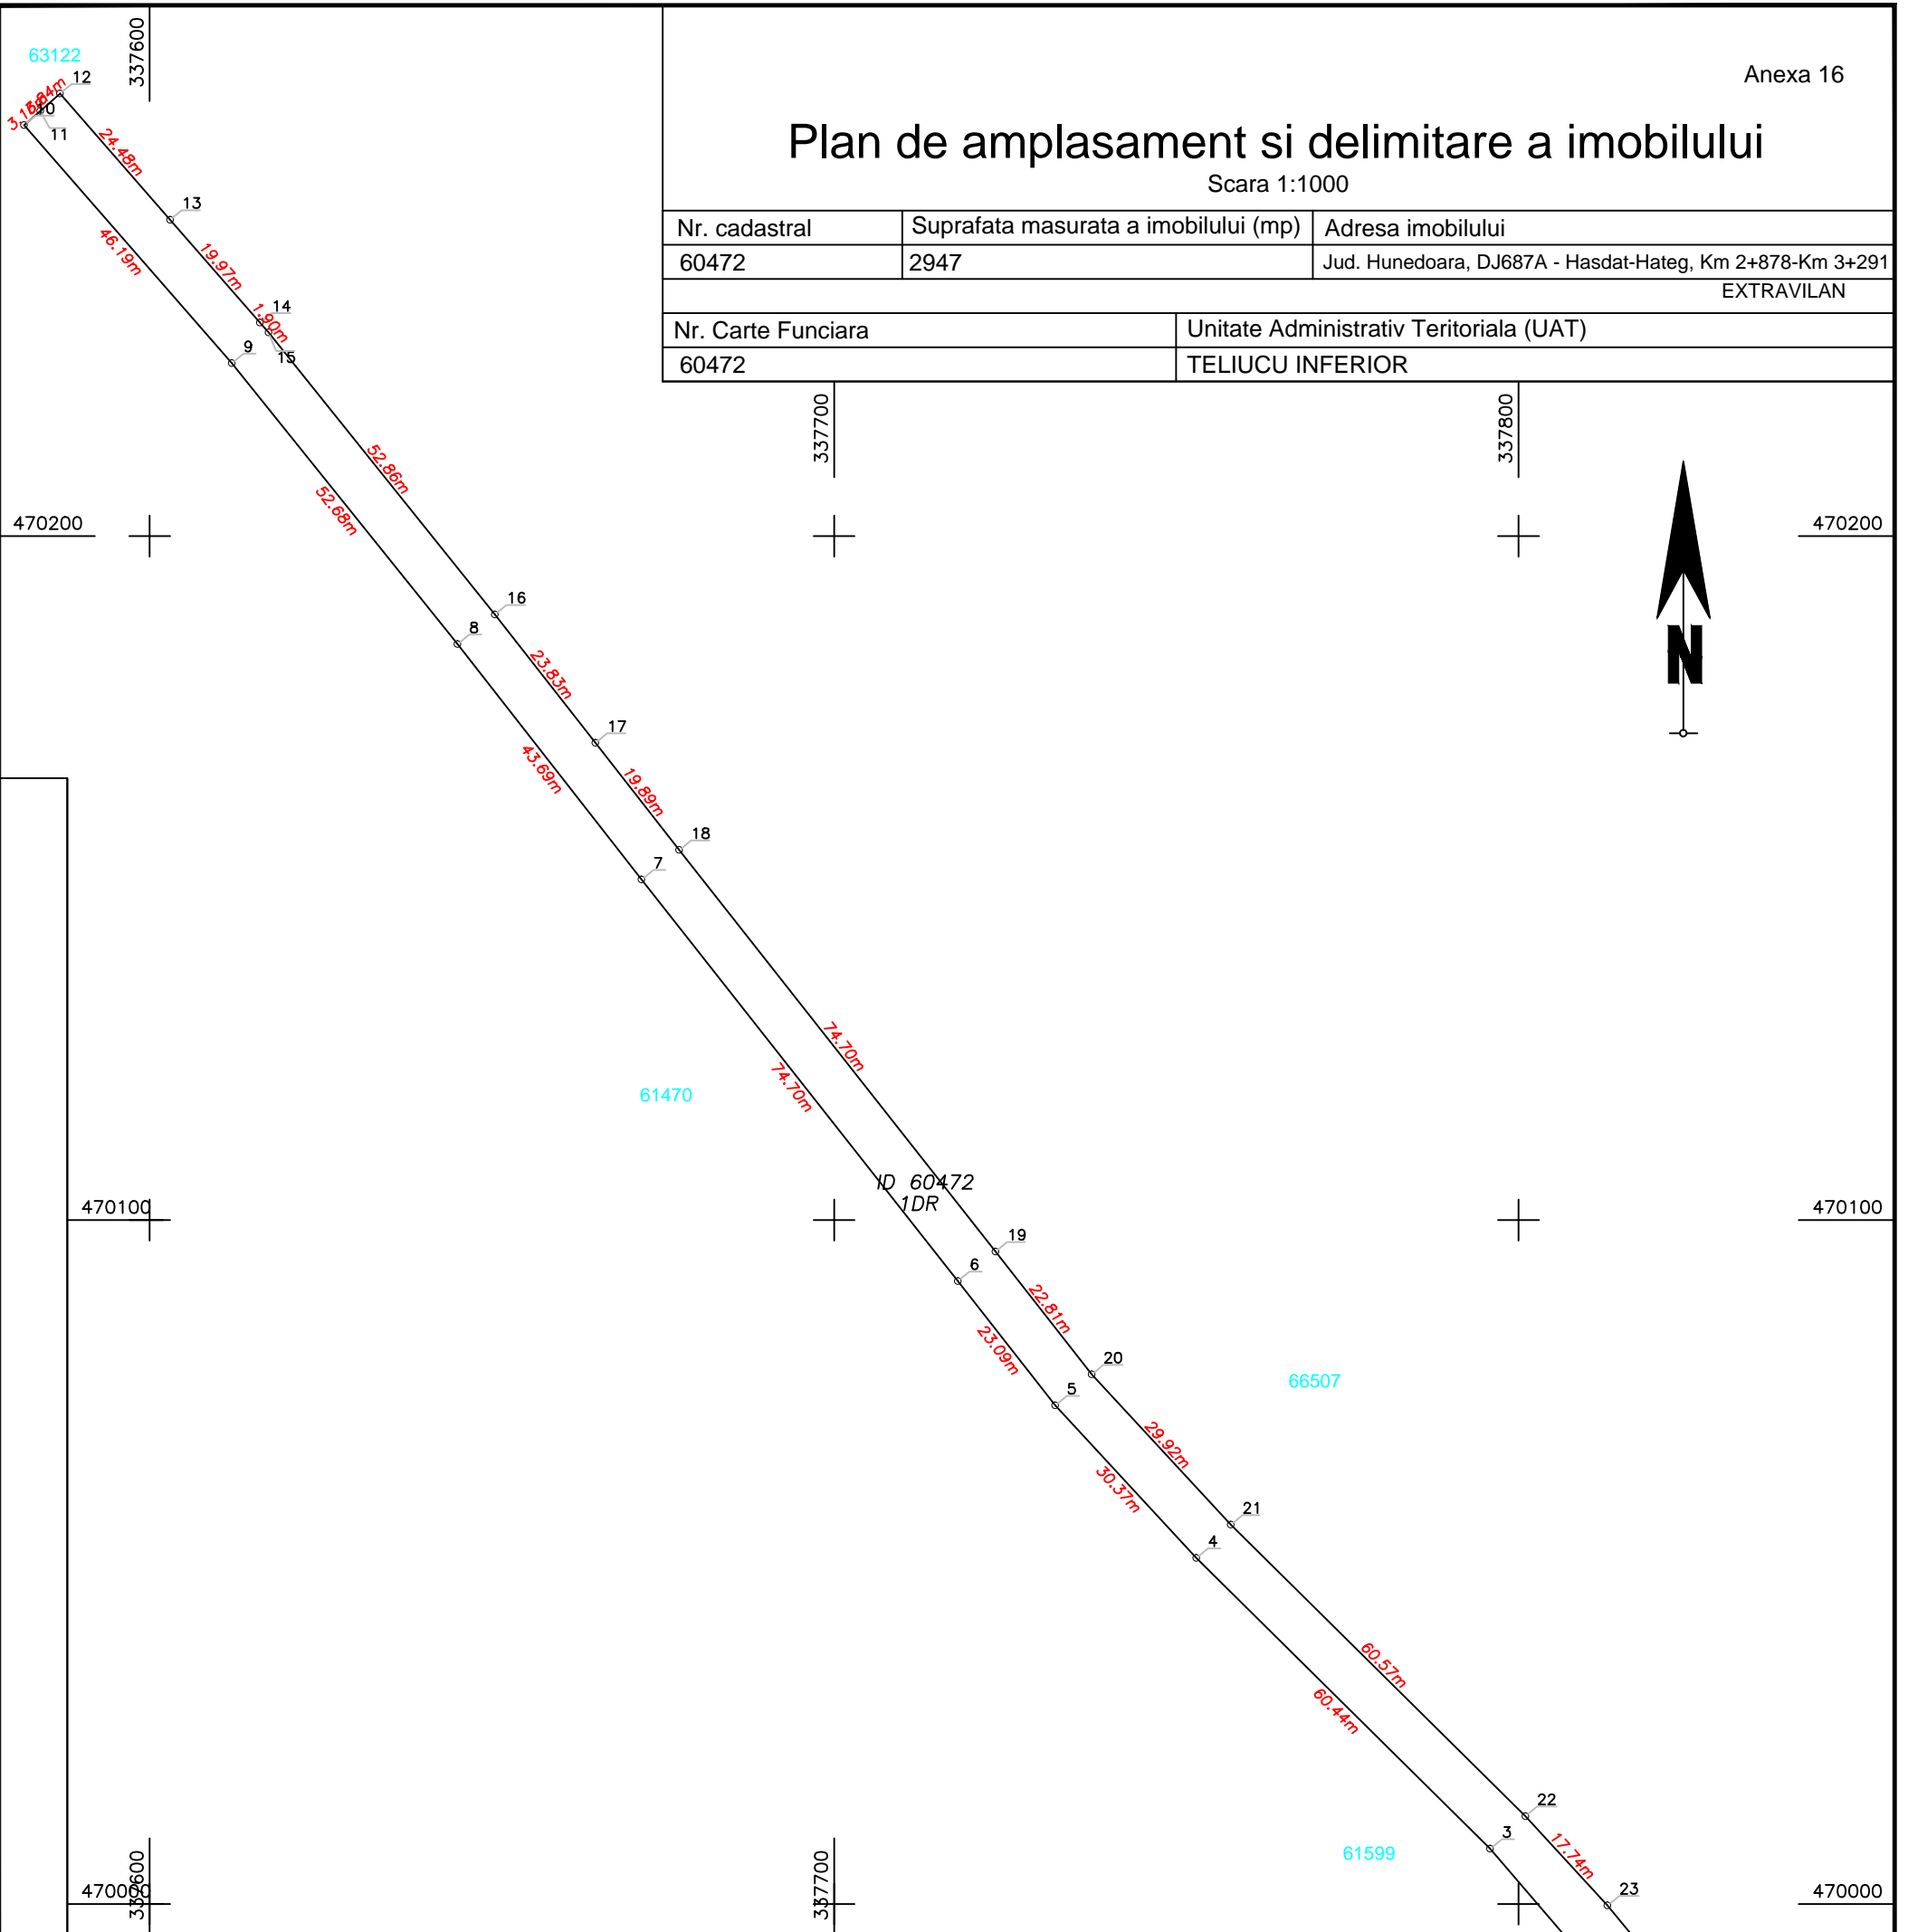 Anexa 16
Plan de amplasament si delimitare a imobilului
Scara 1:1000
Nr. cadastral Suprafata masurata a imobilului (mp) Adresa imobilului
60472 2947 Jud. Hunedoara, DJ687A - Hasdat-Hateg, Km 2+878-Km 3+291
EXTRAVILAN
Nr. Carte Funciara Unitate Administrativ Teritoriala (UAT)
60472 TELIUCU INFERIOR
337600
63122
12
10
11
24.48m
13
46.19m
19.97m
14
1.90m
15
9
337700
337800
52.86m
52.68m
470200
470200
16
8
23.83m
N
17
43.69m
19.89m
18
7
74.70m
74.70m
61470
ID 60472
1DR
470100
470100
19
6
22.81m
23.09m
20
66507
5
29.92m
30.37m
21
4
60.57m
60.44m
22
3
17.74m
61599
337600
337700
470000
23
470000